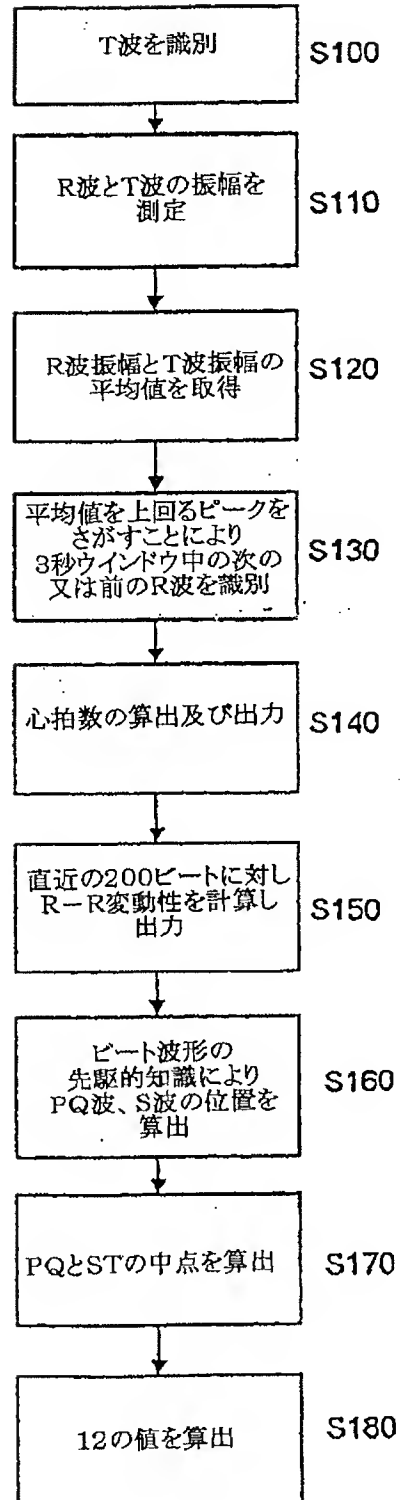 T波を識別
S100
R波とT波の振幅を
測定
S110
R波振幅とT波振幅の
平均値を取得
S120
平均値を上回るピークを
さがすことにより
3秒ウインドウ中の次の
又は前のR波を識別
S130
心拍数の算出及び出力
S140
直近の200ビートに対し
R－R変動性を計算し
出力
S150
ビート波形の
先駆的知識により
PQ波、S波の位置を
算出
S160
PQとSTの中点を算出
S170
12の値を算出
S180